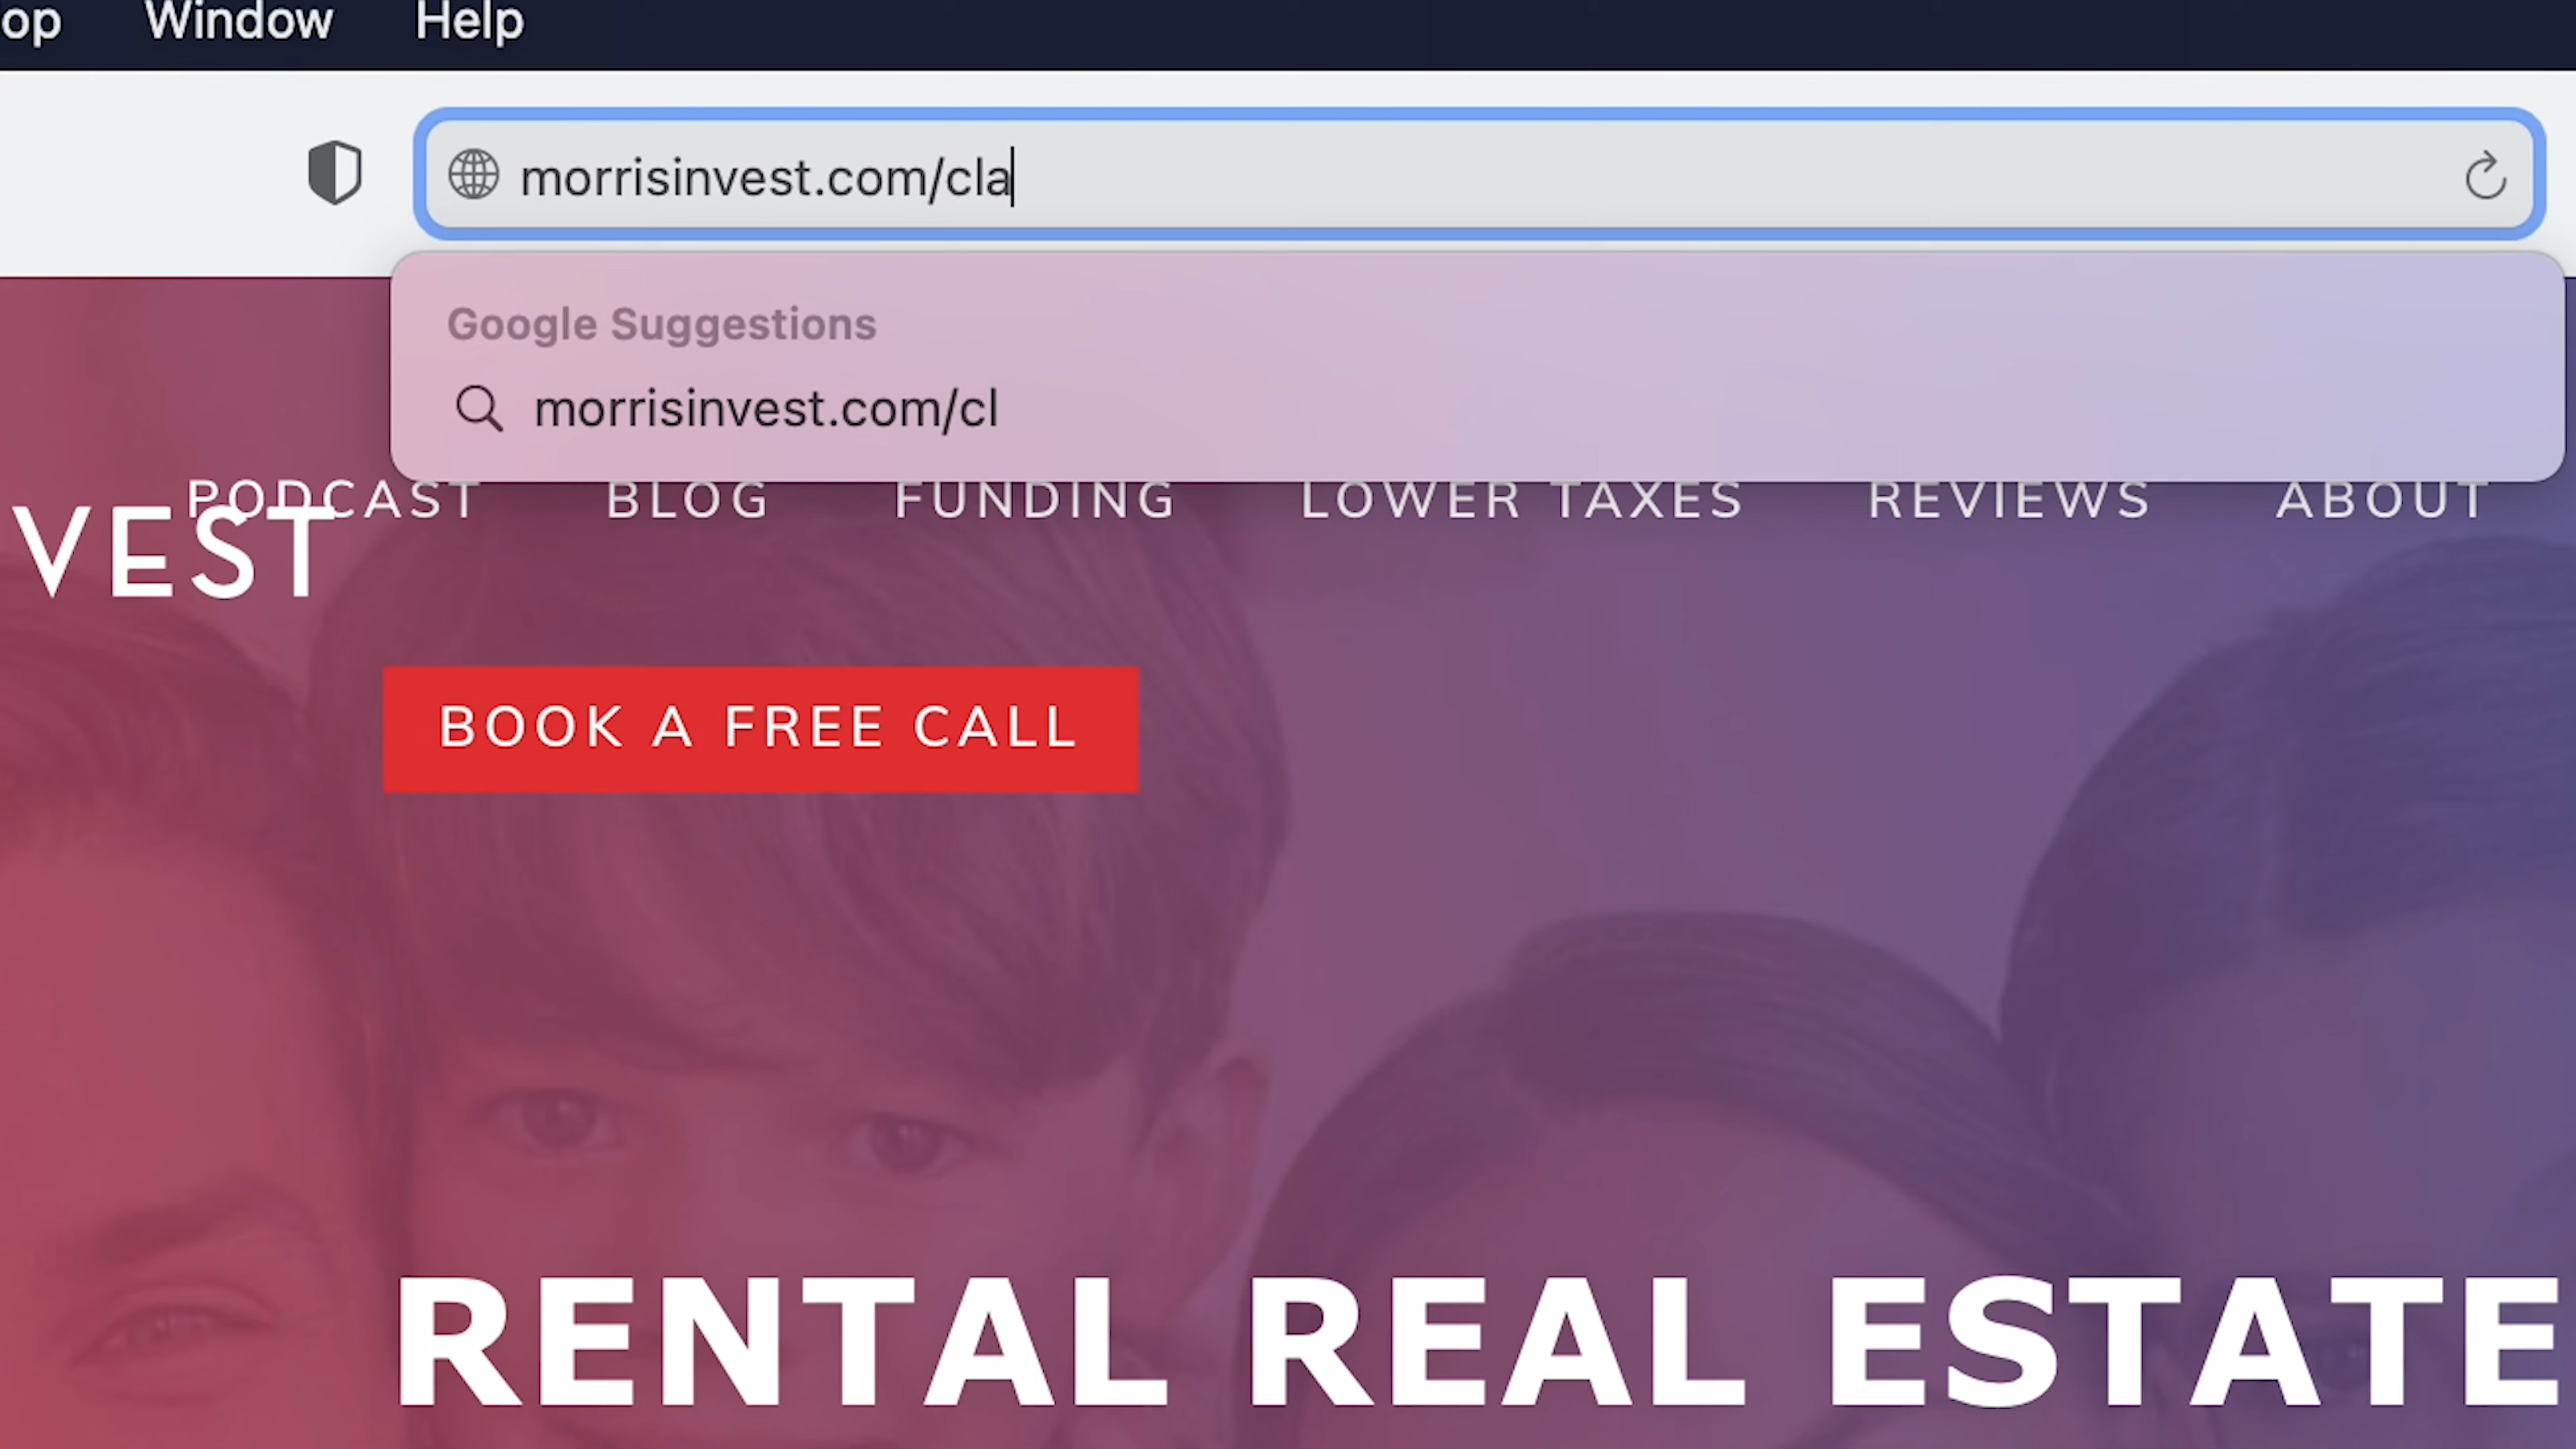 op Window Help
morrisinvest.com/cla
Google Suggestions
morrisinvest.com/cl
PODCAST BLOG FUNDING LOWER TAXES REVIEWS ABOUT
VEST
BOOK A FREE CALL
RENTAL REAL ESTATE